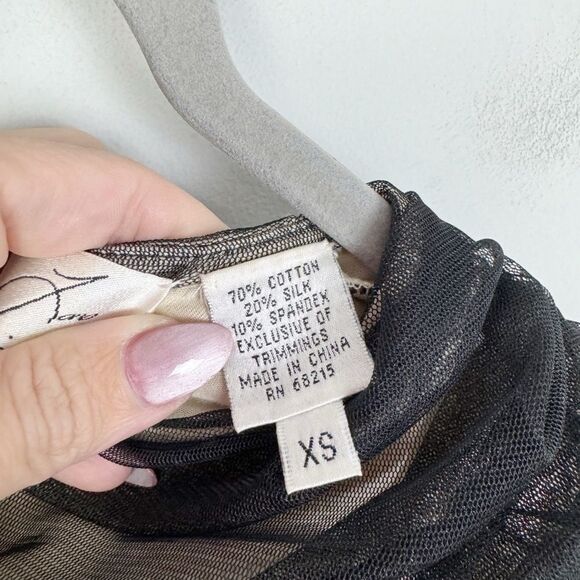 70% COTTON
20% SILK
10% SPANDEX
EXCLUSIVE OF
TRIMMINGS
MADE IN CHINA
RN 68215
XS